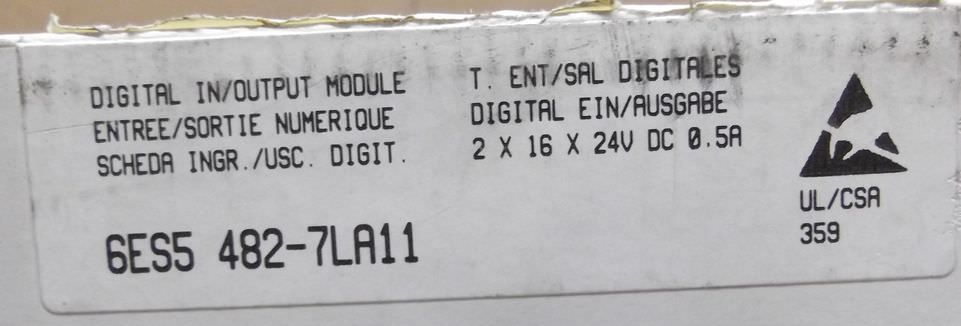 DIGITAL IN/OUTPUT MODULE
ENTREE/SORTIE NUMERIQUE
SCHEDA INGR./USC. DIGIT.
T. ENT/SAL DIGITALES
DIGITAL EIN/AUSGABE
2 X 16 X 24V DC 0.5A
6ES5 482-7LA11
UL/CSA
359